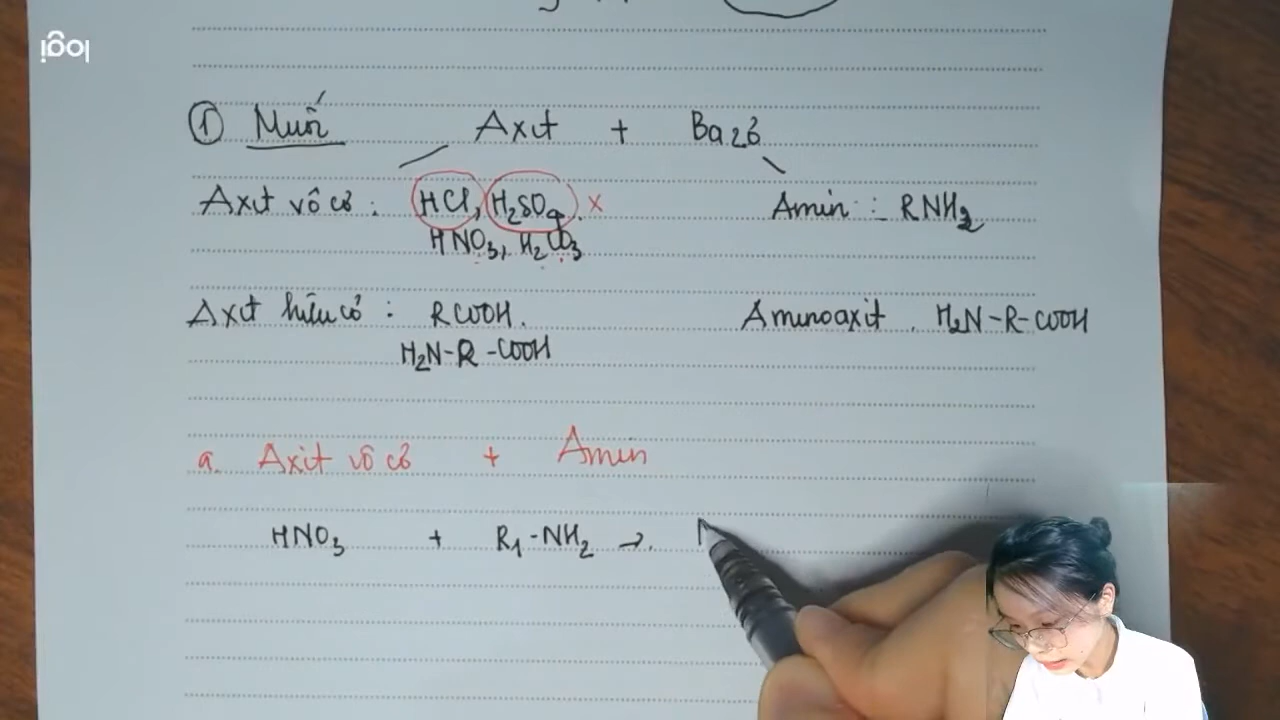 logi
① Muối Axit + Bazơ
Axit vô cơ : HCl, H2SO4 x Amin : RNH2
HNO3, H2CO3
Axit hữu cơ : RCOOH. Aminoaxit . H2N-R-COOH
H2N-R-COOH
a. Axit vô cơ + Amin
HNO3 + R1-NH2 →